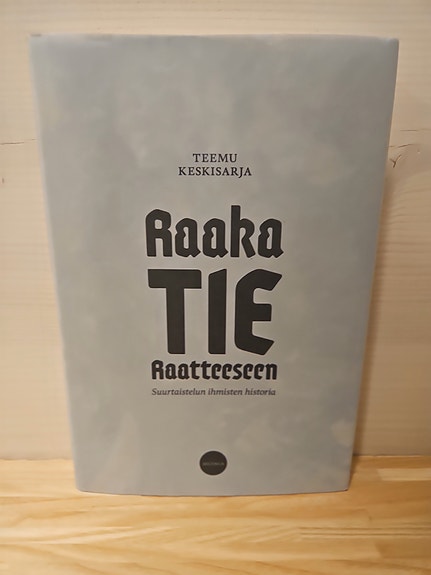 TEEMU
KESKISARJA
Raaka
TIE
Raatteeseen
Suurtaistelun ihmisten historia